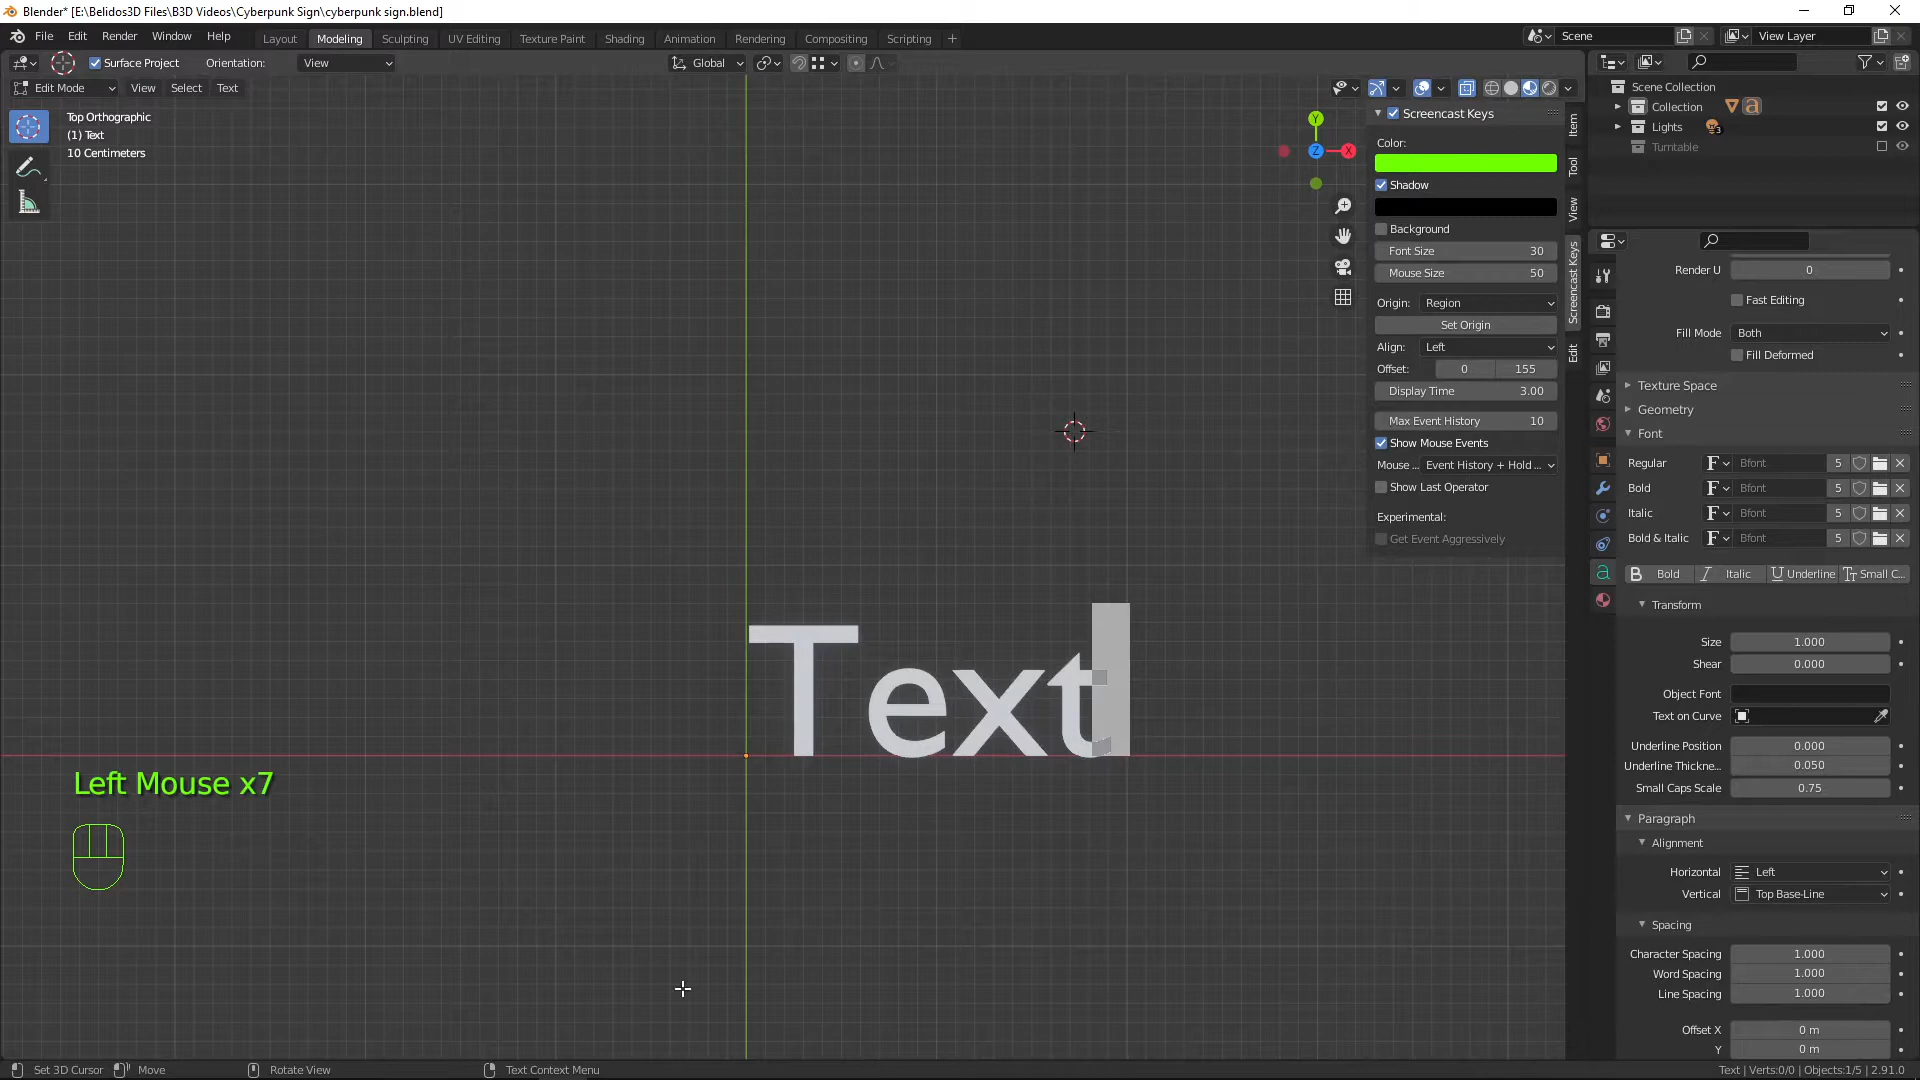 Blender* [E:\Belidos3D Files\B3D Videos\Cyberpunk Sign\cyberpunk sign.blend]
File Edit Render Window Help Layout Modeling Sculpting UV Editing Texture Paint Shading Animation Rendering Compositing Scripting + Scene View Layer
Surface Project Orientation: View Global
Edit Mode View Select Text
Top Orthographic
(1) Text
10 Centimeters
Y
Z
X
Screencast Keys
Color:
Shadow
Background
Font Size 30
Mouse Size 50
Origin: Region
Set Origin
Align: Left
Offset: 0 155
Display Time 3.00
Max Event History 10
Show Mouse Events
Mouse ... Event History + Hold ...
Show Last Operator
Experimental:
Get Event Aggressively
Item
Tool
View
Screencast Keys
Edit
Scene Collection
Collection
Lights 3
Turntable
Render U 0
Fast Editing
Fill Mode Both
Fill Deformed
Texture Space
Geometry
Font
Regular F Bfont 5
Bold F Bfont 5
Italic F Bfont 5
Bold & Italic F Bfont 5
B Bold I Italic U Underline Tт Small C...
Transform
Size 1.000
Shear 0.000
Object Font
Text on Curve
Underline Position 0.000
Underline Thickne... 0.050
Small Caps Scale 0.75
Paragraph
Alignment
Horizontal Left
Vertical Top Base-Line
Spacing
Character Spacing 1.000
Word Spacing 1.000
Line Spacing 1.000
Offset X 0 m
Y 0 m
Text
Left Mouse x7
Set 3D Cursor Move Rotate View Text Context Menu Text | Verts:0/0 | Objects:1/5 | 2.91.0